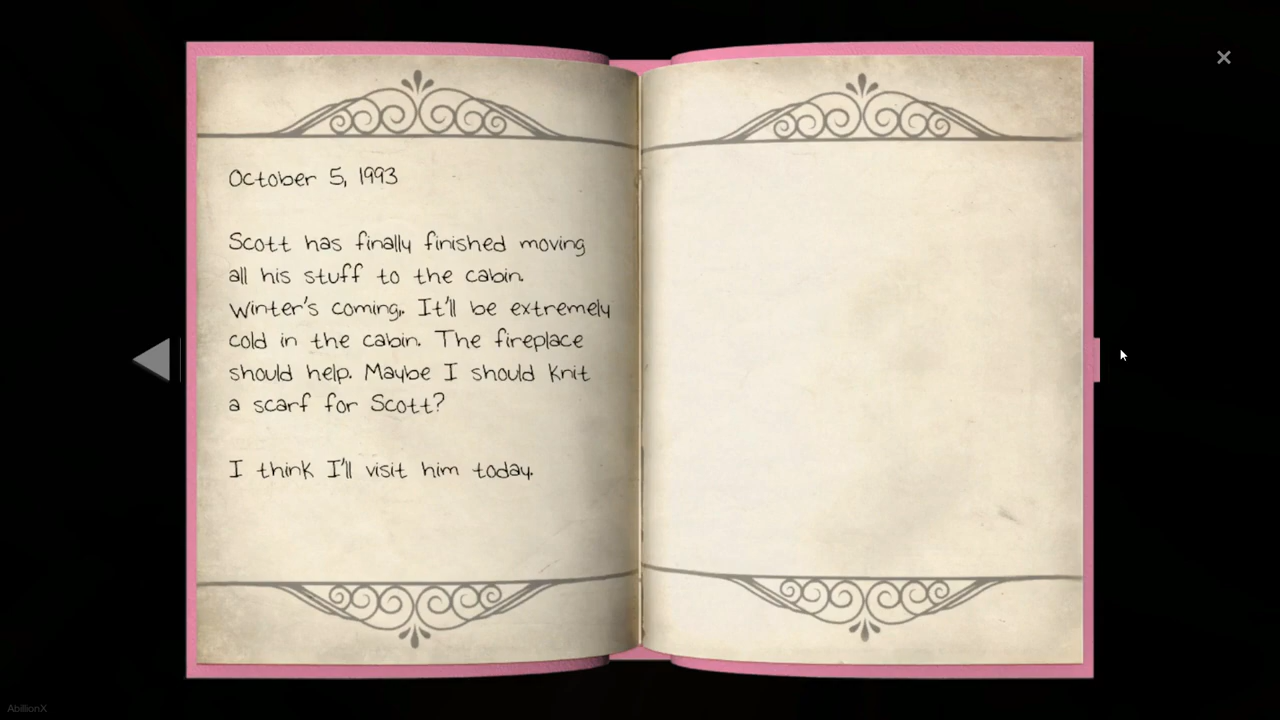 October 5, 1993
Scott has finally finished moving
all his stuff to the cabin.
Winter's coming,. It'll be extremely
cold in the cabin. The fireplace
should help. Maybe I should knit
a scarf for Scott?
I think I'll visit him today.
AbillionX